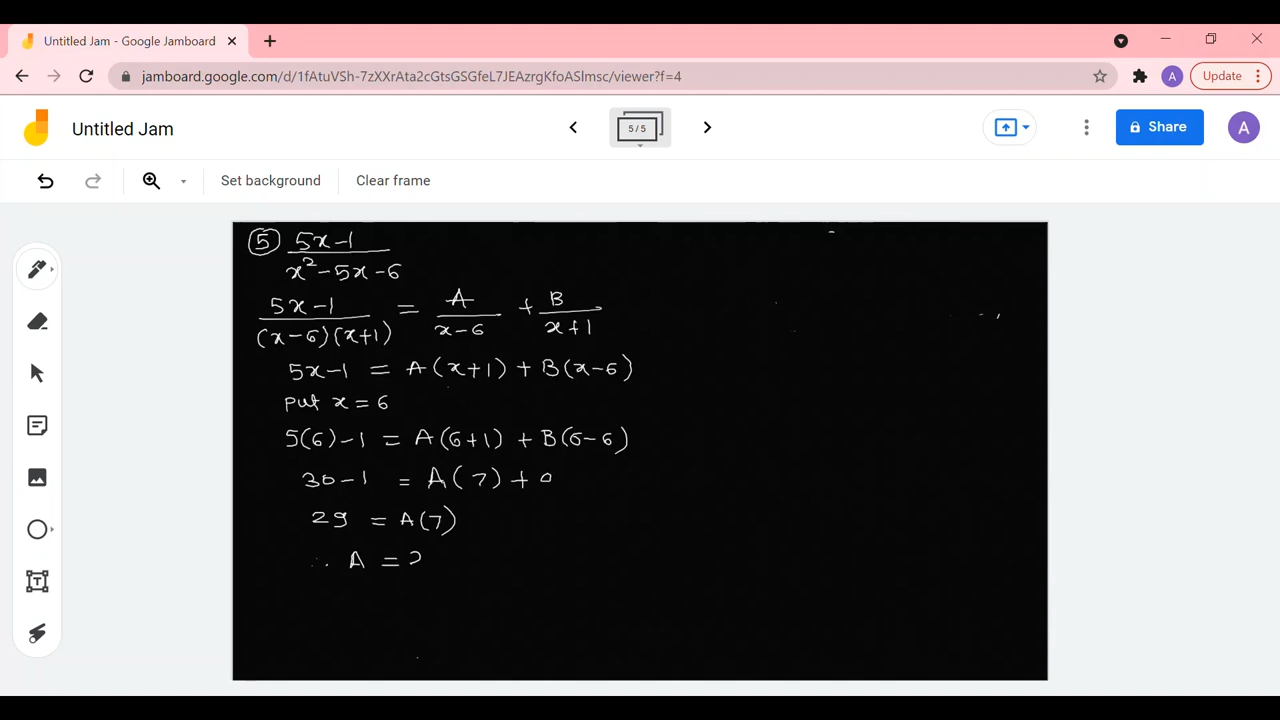 Untitled Jam - Google Jamboard
jamboard.google.com/d/1fAtuVSh-7zXXrAta2cGtsGSGfeL7JEAzrgKfoASlmsc/viewer?f=4
A
Update
Untitled Jam
5 / 5
Share
A
Set background
Clear frame
⑤ 5x-1
x²-5x-6
5x-1 / (x-6)(x+1) = A / x-6 + B / x+1
5x-1 = A(x+1)+B(x-6)
put x = 6
5(6)-1 = A(6+1)+B(6-6)
30-1 = A(7)+0
29 = A(7)
∴ A = 2